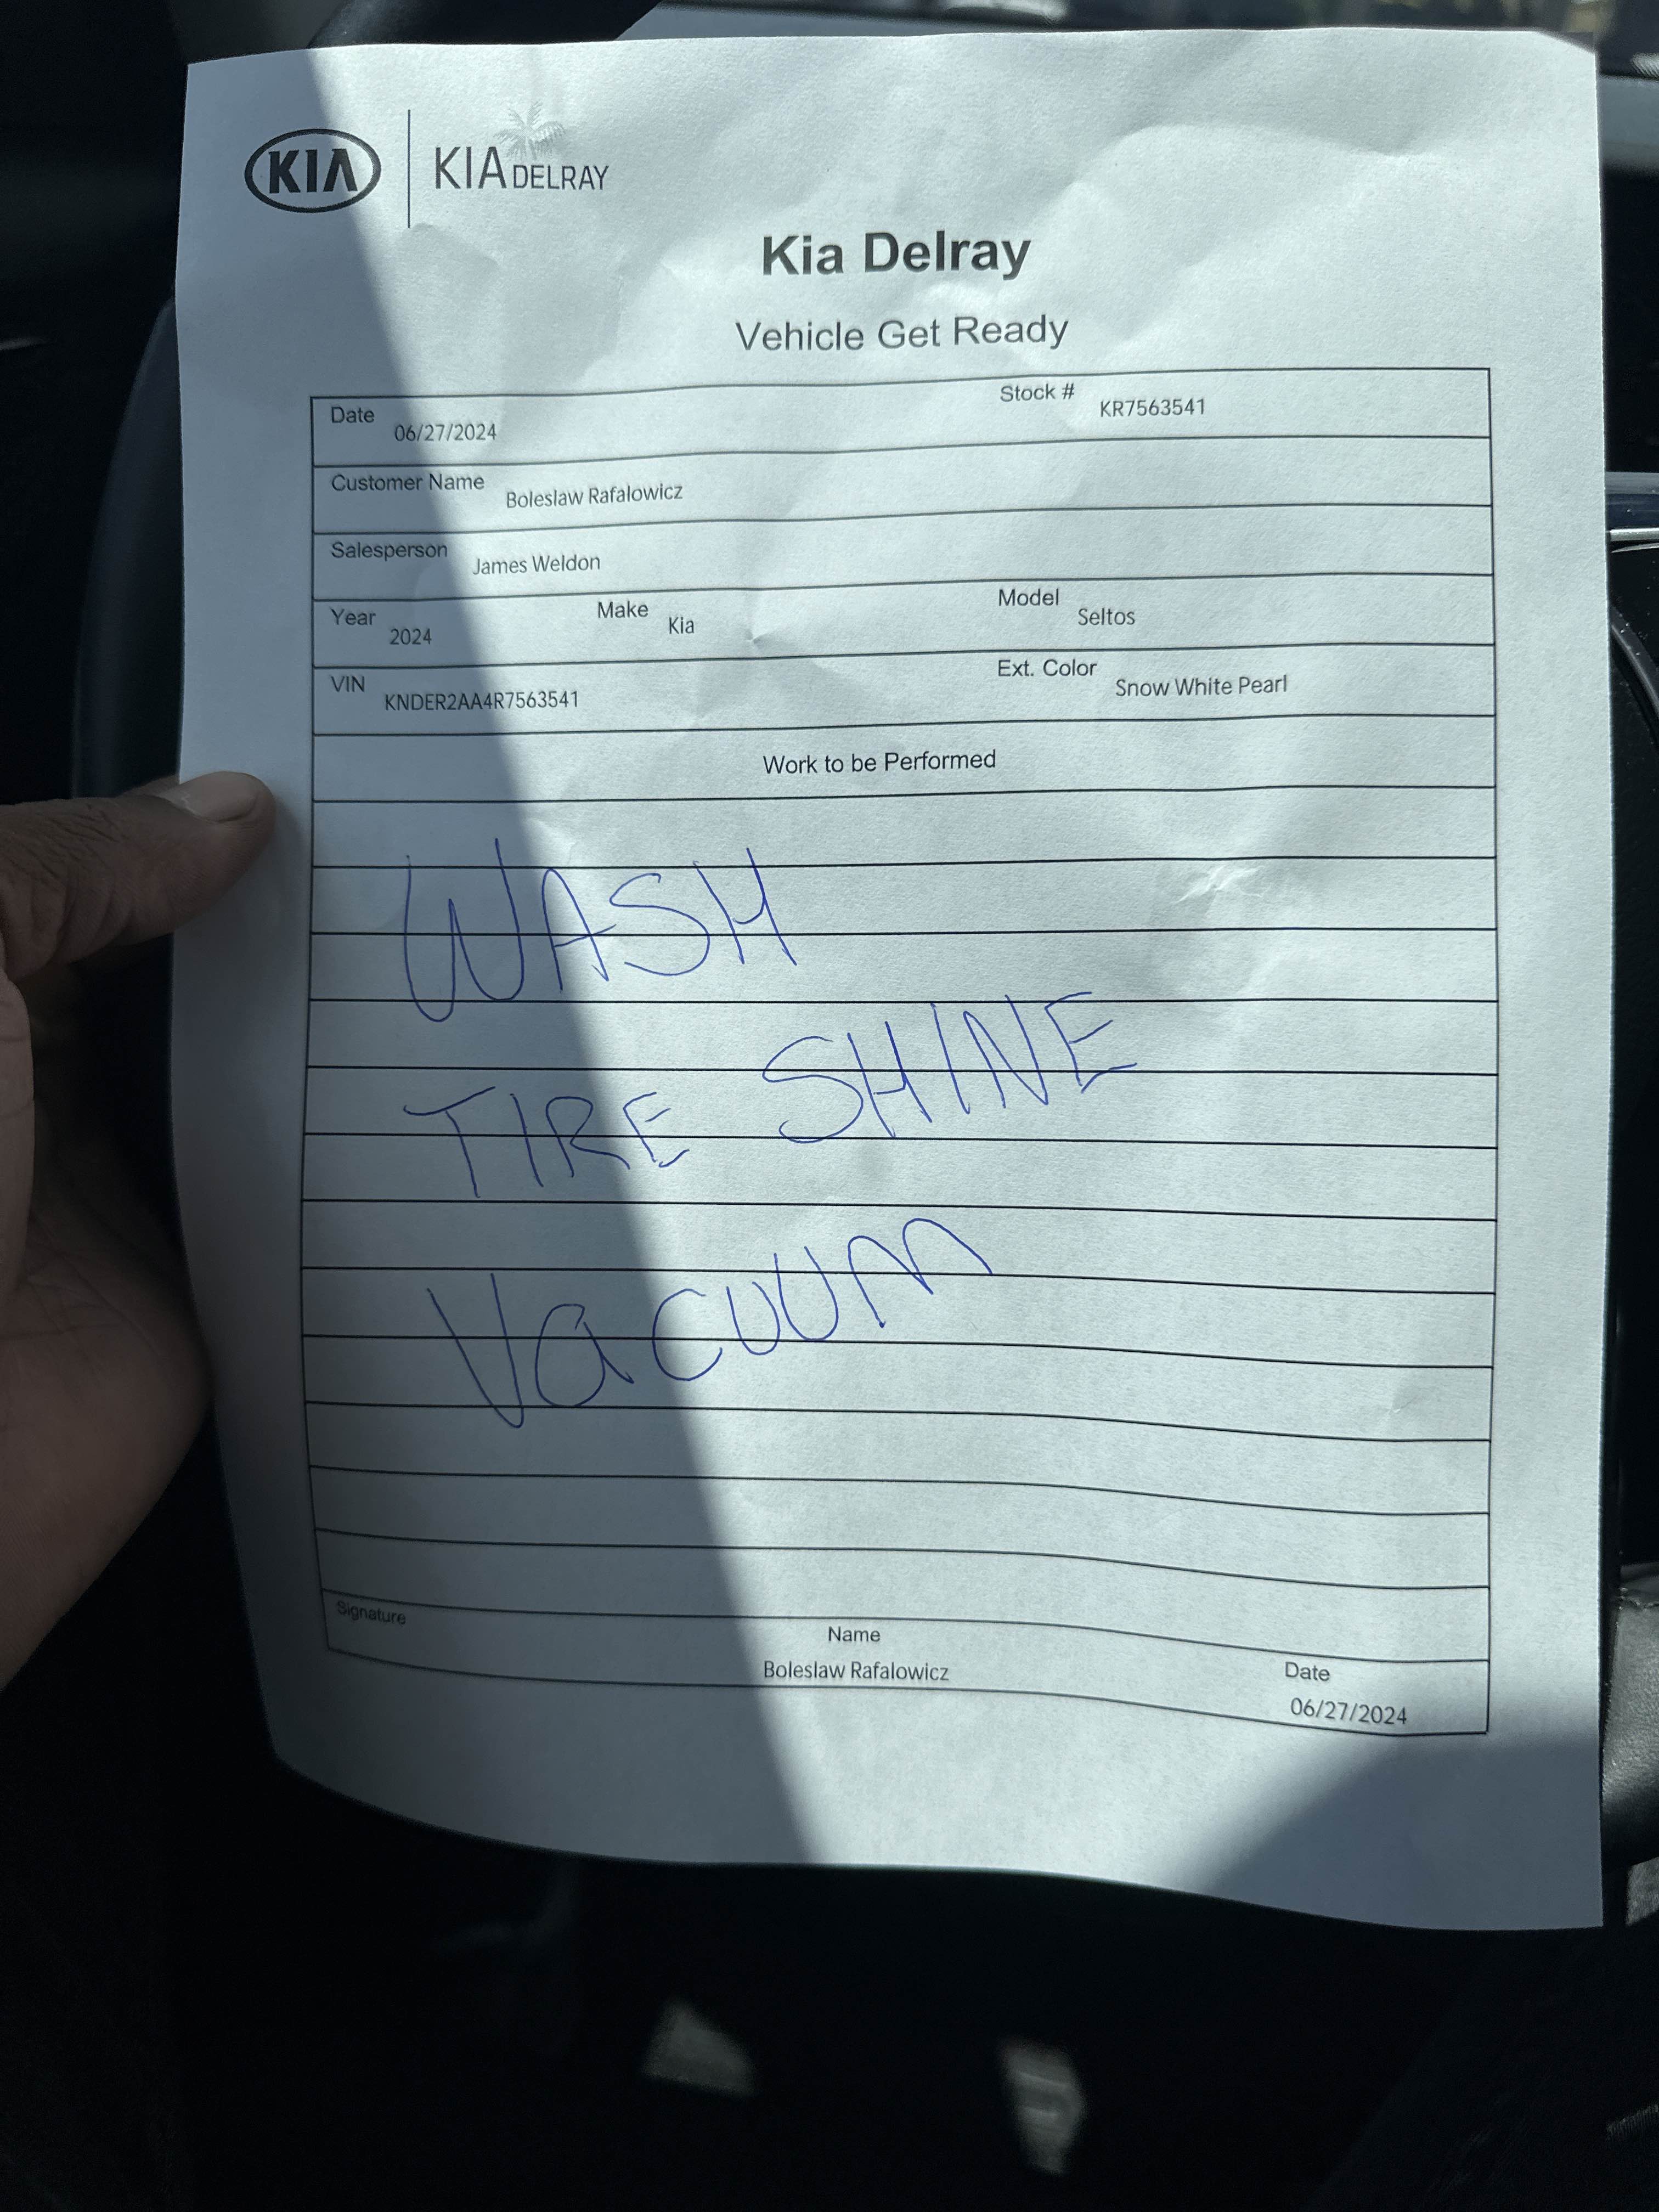 KIA KIA DELRAY
Kia Delray
Vehicle Get Ready
Date 06/27/2024 Stock # KR7563541
Customer Name Boleslaw Rafalowicz
Salesperson James Weldon
Year 2024 Make Kia Model Seltos
VIN KNDER2AA4R7563541 Ext. Color Snow White Pearl
Work to be Performed
WASH
TIRE SHINE
VaCUUM
Signature Name Date
Boleslaw Rafalowicz 06/27/2024